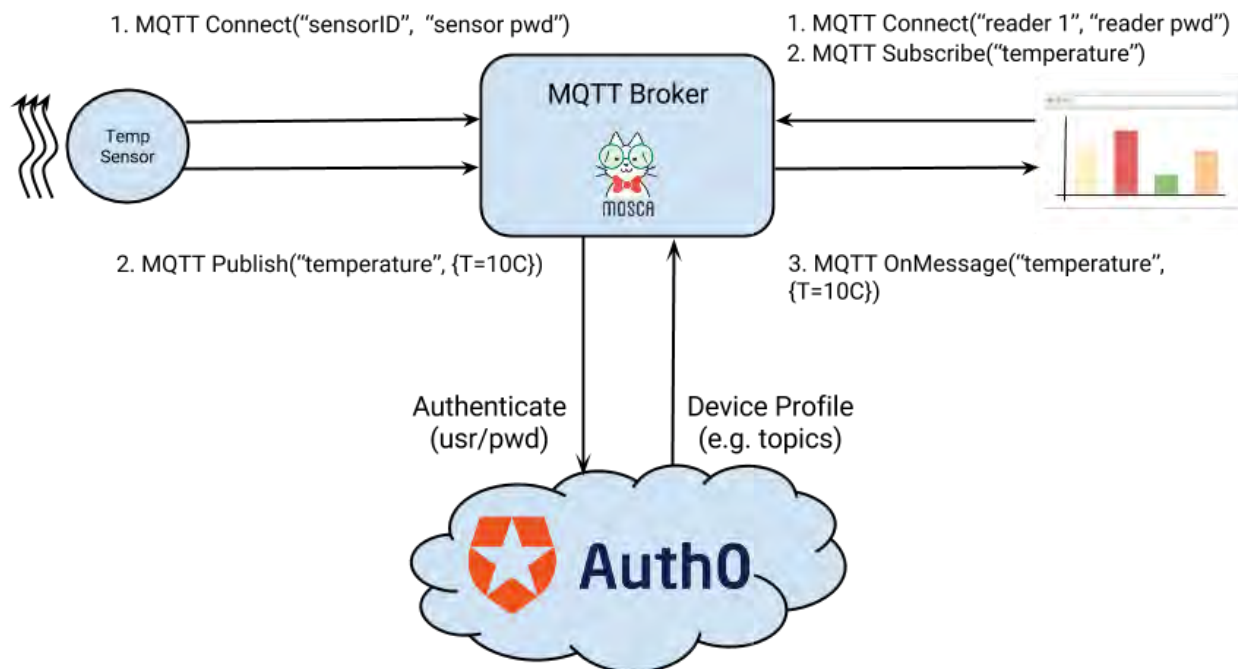 1. MQTT Connect(“sensorID”, “sensor pwd”)
1. MQTT Connect(“reader 1”, “reader pwd”)
2. MQTT Subscribe(“temperature”)
MQTT Broker
Temp
Sensor
MOSCA
2. MQTT Publish(“temperature”, {T=10C})
3. MQTT OnMessage(“temperature”,
{T=10C})
Authenticate
(usr/pwd)
Device Profile
(e.g. topics)
Auth0